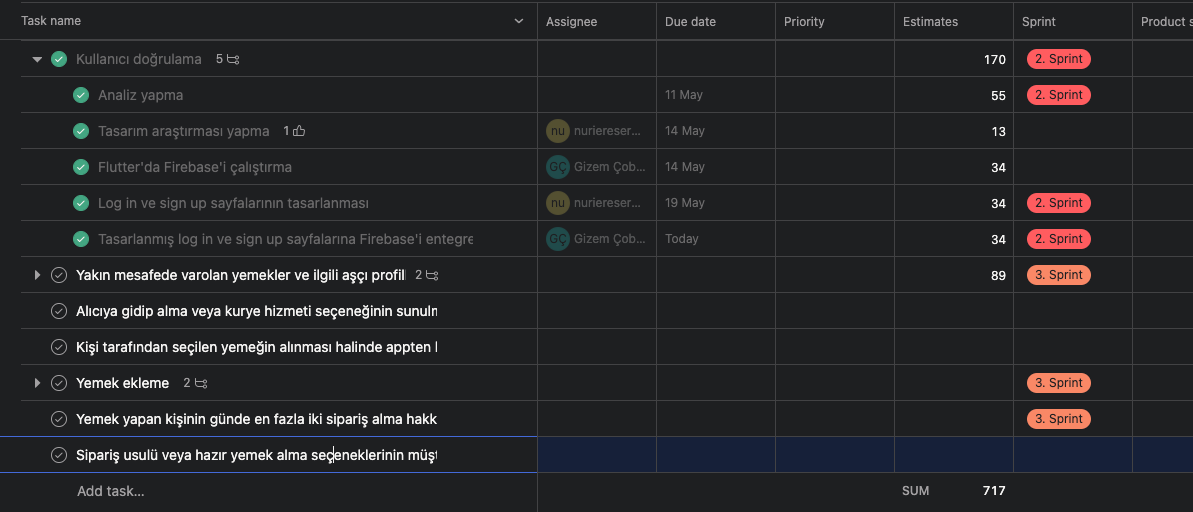 Task name Assignee Due date Priority Estimates Sprint Product
Kullanıcı doğrulama 5 170 2. Sprint
Analiz yapma 11 May 55 2. Sprint
Tasarım araştırması yapma 1 nu nuriereser... 14 May 13
Flutter'da Firebase'i çalıştırma GÇ Gizem Çob... 14 May 34
Log in ve sign up sayfalarının tasarlanması nu nuriereser... 19 May 34 2. Sprint
Tasarlanmış log in ve sign up sayfalarına Firebase'i entegre GÇ Gizem Çob... Today 34 2. Sprint
Yakın mesafede varolan yemekler ve ilgili aşçı profil 2 89 3. Sprint
Alıcıya gidip alma veya kurye hizmeti seçeneğinin
Kişi tarafından seçilen yemeğin alınması halinde appten
Yemek ekleme 2 3. Sprint
Yemek yapan kişinin günde en fazla iki sipariş alma hakk 3. Sprint
Sipariş usulü veya hazır yemek alma seçeneklerinin müşt
Add task... SUM 717